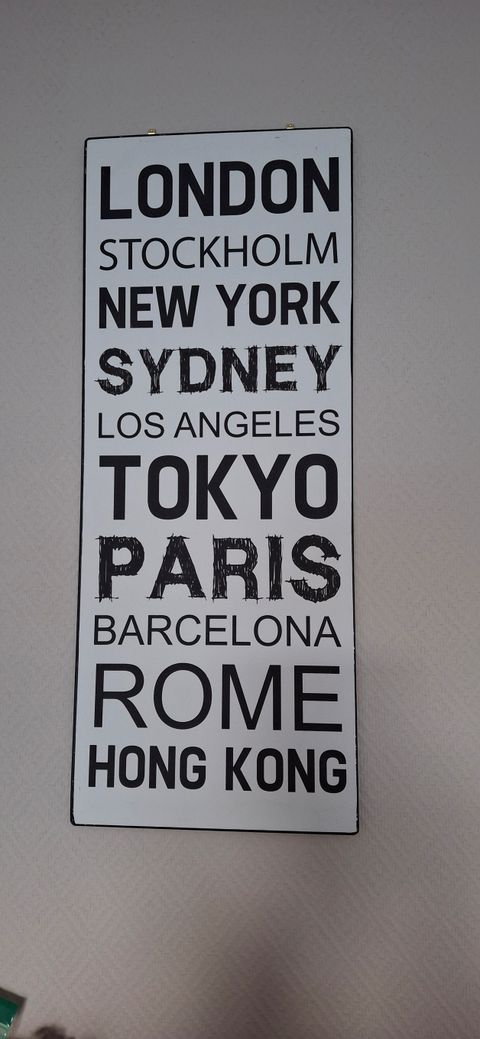 LONDON
STOCKHOLM
NEW YORK
SYDNEY
LOS ANGELES
TOKYO
PARIS
BARCELONA
ROME
HONG KONG